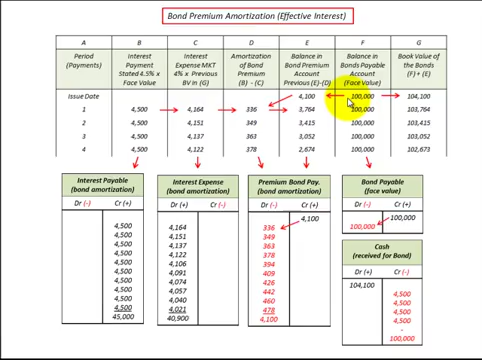 Bond Premium Amortization (Effective Interest)
A B C D E F G
Period (Payments)
Interest Payment Stated 4.5% x Face Value
Interest Expense MKT 4% x Previous BV in (G)
Amortization of Bond Premium (B) - (C)
Balance in Bond Premium Account Previous (E)-(D)
Balance in Bonds Payable Account (Face Value)
Book Value of the Bonds (F) + (E)
Issue Date 4,100 100,000 104,100
1 4,500 4,164 336 3,764 100,000 103,764
2 4,500 4,151 349 3,415 100,000 103,415
3 4,500 4,137 363 3,052 100,000 103,052
4 4,500 4,122 378 2,674 100,000 102,673
Interest Payable
(bond amortization)
Dr (-) Cr (+)
4,500
4,500
4,500
4,500
4,500
4,500
4,500
4,500
4,500
4,500
45,000
Interest Expense
(bond amortization)
Dr (+) Cr (-)
4,164
4,151
4,137
4,122
4,106
4,091
4,074
4,057
4,040
4,021
40,900
Premium Bond Pay.
(bond amortization)
Dr (-) Cr (+)
4,100
336
349
363
378
394
409
426
442
460
478
4,100
Bond Payable
(face value)
Dr (-) Cr (+)
100,000
100,000
Cash
(received for Bond)
Dr (+) Cr (-)
104,100
4,500
4,500
4,500
4,500
-
100,000